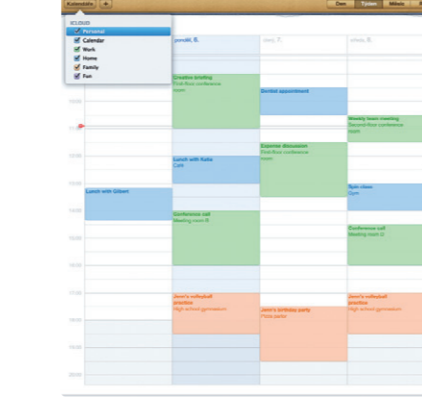 Kalendáře +
Den Týden Měsíc
ICLOUD
Personal
Calendar
Work
Home
Family
Fun
pondělí, 6.
úterý, 7.
středa, 8.
Creative briefing
First-floor conference
room
Dentist appointment
Weekly team meeting
Second-floor conference
room
Expense discussion
First-floor conference
room
Lunch with Katie
Café
Lunch with Gilbert
Spin class
Gym
Conference call
Meeting room B
Conference call
Meeting room D
Jenn's volleyball
practice
High school gymnasium
Jenn's birthday party
Pizza parlor
Jenn's volleyball
practice
High school gymnasium